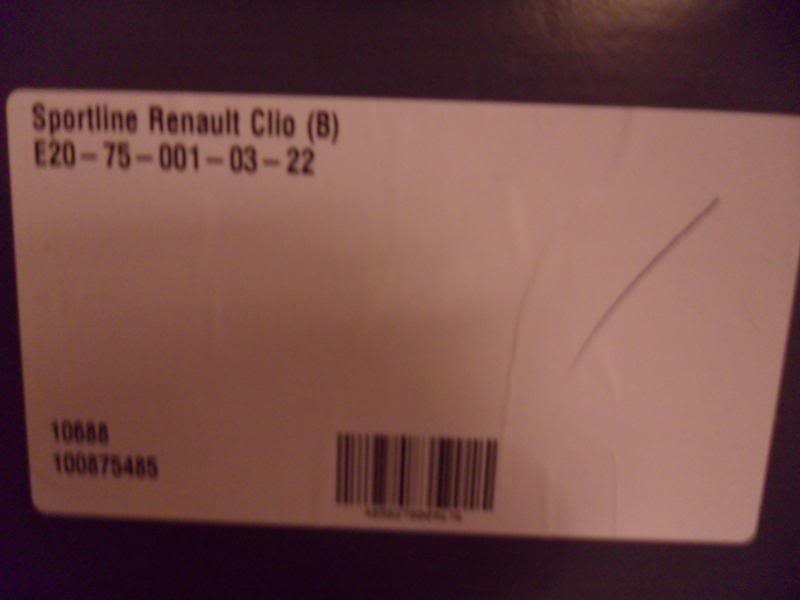 Sportline Renault Clio (B)
E20-75-001-03-22
10688
100875485